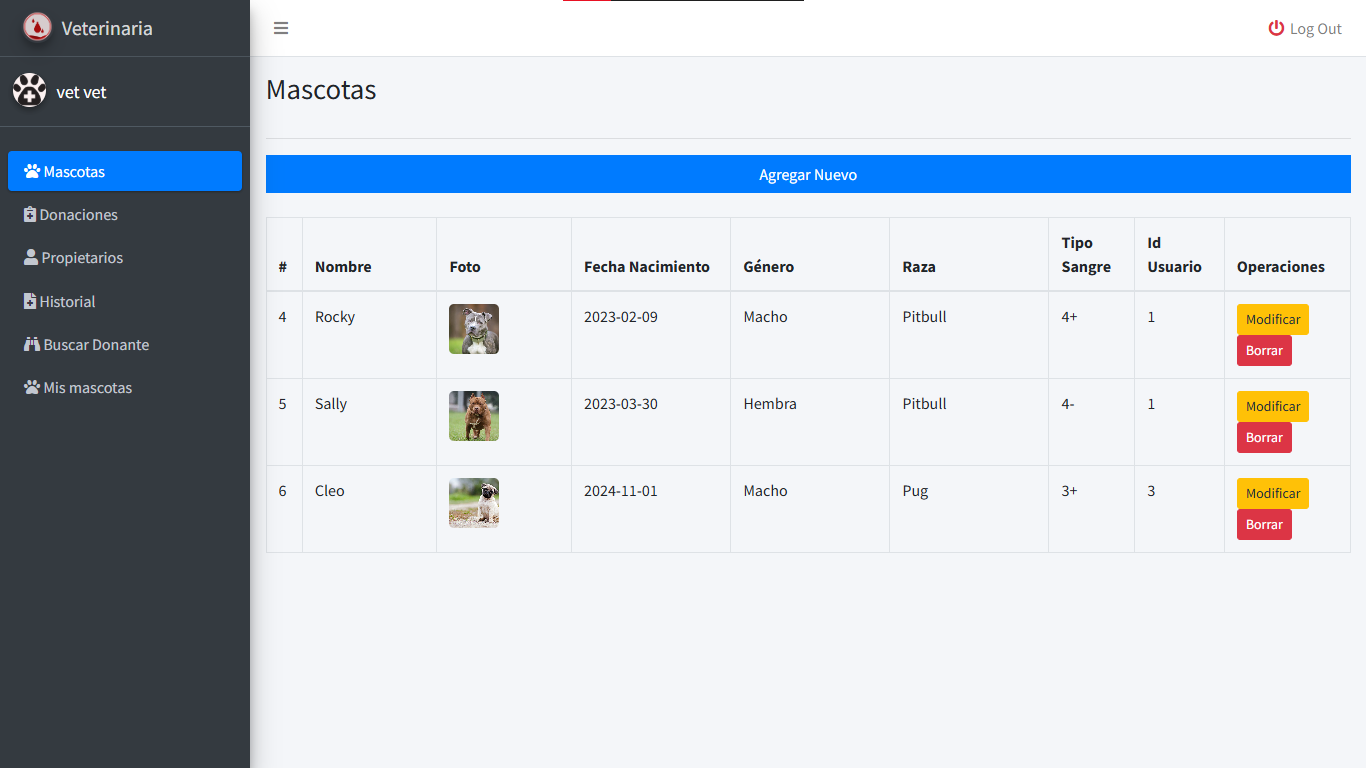 Veterinaria
Log Out
vet vet
Mascotas
Donaciones
Propietarios
Historial
Buscar Donante
Mis mascotas
Mascotas
Agregar Nuevo
# Nombre Foto Fecha Nacimiento Género Raza Tipo Sangre Id Usuario Operaciones
4 Rocky 2023-02-09 Macho Pitbull 4+ 1 Modificar
Borrar
5 Sally 2023-03-30 Hembra Pitbull 4- 1 Modificar
Borrar
6 Cleo 2024-11-01 Macho Pug 3+ 3 Modificar
Borrar